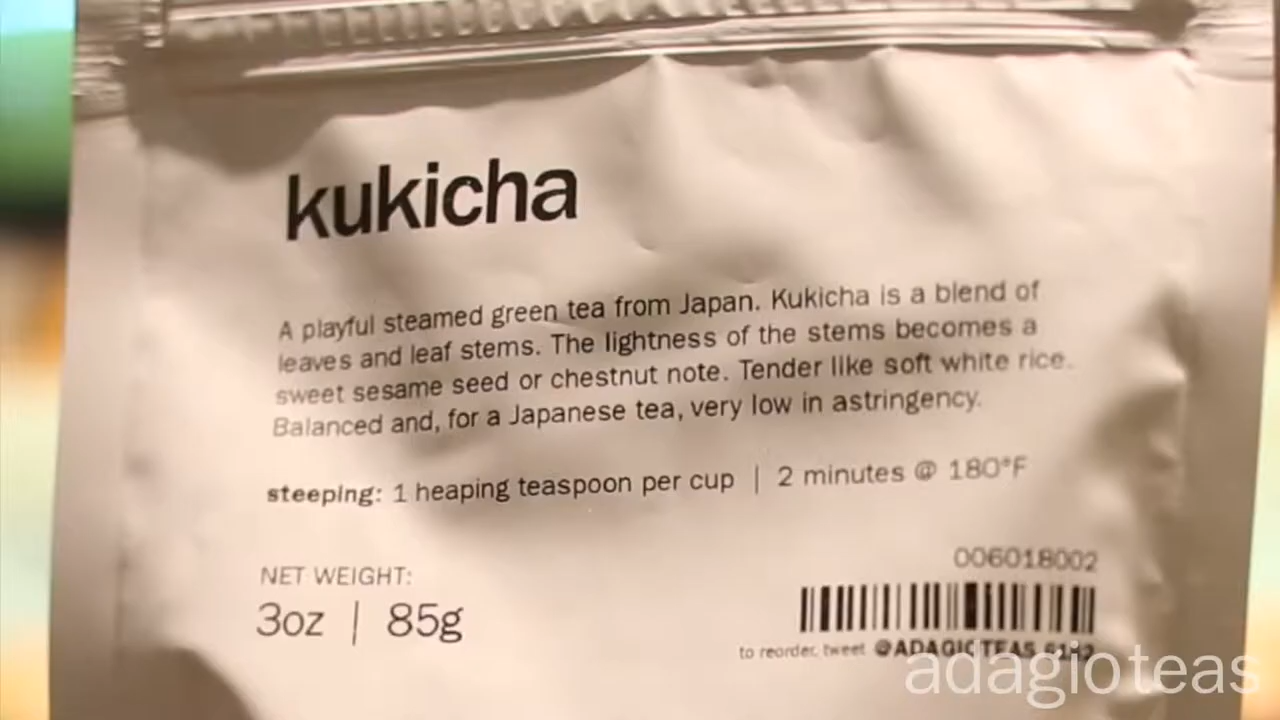 kukicha
A playful steamed green tea from Japan. Kukicha is a blend of
leaves and leaf stems. The lightness of the stems becomes a
sweet sesame seed or chestnut note. Tender like soft white rice.
Balanced and, for a Japanese tea, very low in astringency.
steeping: 1 heaping teaspoon per cup | 2 minutes @ 180°F
NET WEIGHT:
3oz | 85g
006018002
to reorder, tweet @ADAGIOTEAS
adagio teas